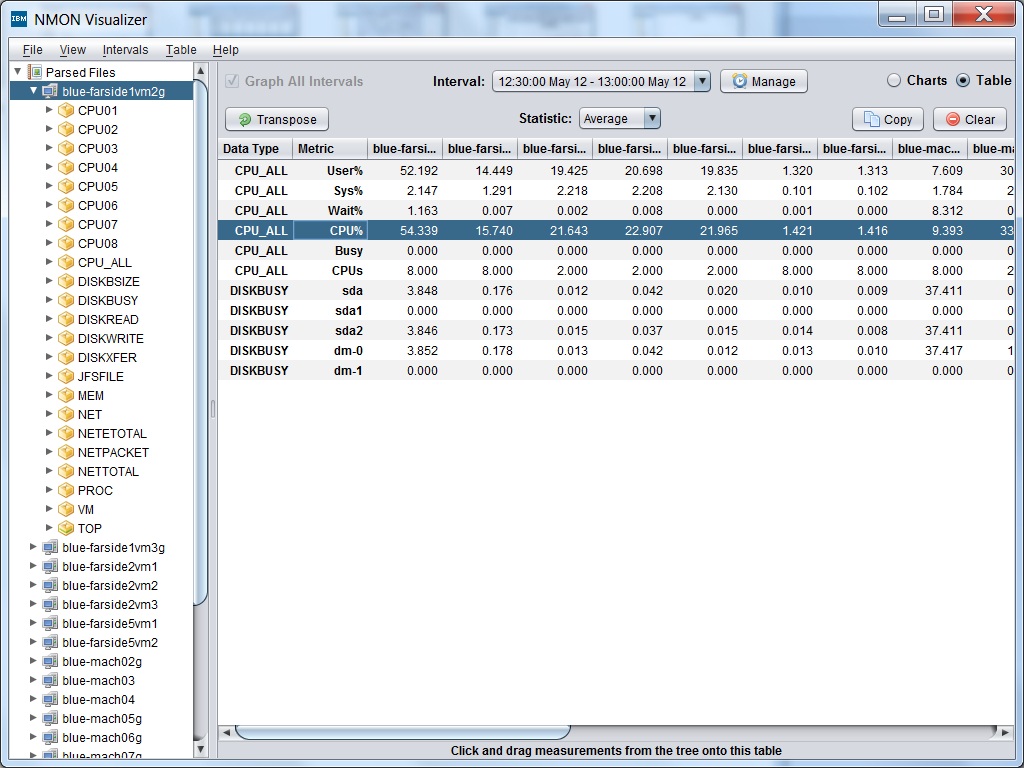 IBM NMON Visualizer
File View Intervals Table Help
Parsed Files
blue-farside1vm2g
CPU01
CPU02
CPU03
CPU04
CPU05
CPU06
CPU07
CPU08
CPU_ALL
DISKBSIZE
DISKBUSY
DISKREAD
DISKWRITE
DISKXFER
JFSFILE
MEM
NET
NETETOTAL
NETPACKET
NETTOTAL
PROC
VM
TOP
blue-farside1vm3g
blue-farside2vm1
blue-farside2vm2
blue-farside2vm3
blue-farside5vm1
blue-farside5vm2
blue-mach02g
blue-mach03
blue-mach04
blue-mach05g
blue-mach06g
blue-mach07g
Graph All Intervals Interval: 12:30:00 May 12 - 13:00:00 May 12 Manage Charts Table
Transpose Statistic: Average Copy Clear
Data Type Metric blue-farsi... blue-farsi... blue-farsi... blue-farsi... blue-farsi... blue-farsi... blue-farsi... blue-mac... blue-m
CPU_ALL User% 52.192 14.449 19.425 20.698 19.835 1.320 1.313 7.609 30
CPU_ALL Sys% 2.147 1.291 2.218 2.208 2.130 0.101 0.102 1.784 2
CPU_ALL Wait% 1.163 0.007 0.002 0.008 0.000 0.001 0.000 8.312 0
CPU_ALL CPU% 54.339 15.740 21.643 22.907 21.965 1.421 1.416 9.393 33
CPU_ALL Busy 0.000 0.000 0.000 0.000 0.000 0.000 0.000 0.000 0
CPU_ALL CPUs 8.000 8.000 2.000 2.000 2.000 8.000 8.000 8.000 2
DISKBUSY sda 3.848 0.176 0.012 0.042 0.020 0.010 0.009 37.411 0
DISKBUSY sda1 0.000 0.000 0.000 0.000 0.000 0.000 0.000 0.000 0
DISKBUSY sda2 3.846 0.173 0.015 0.037 0.015 0.014 0.008 37.411 0
DISKBUSY dm-0 3.852 0.178 0.013 0.042 0.012 0.013 0.010 37.417 1
DISKBUSY dm-1 0.000 0.000 0.000 0.000 0.000 0.000 0.000 0.000 0
Click and drag measurements from the tree onto this table